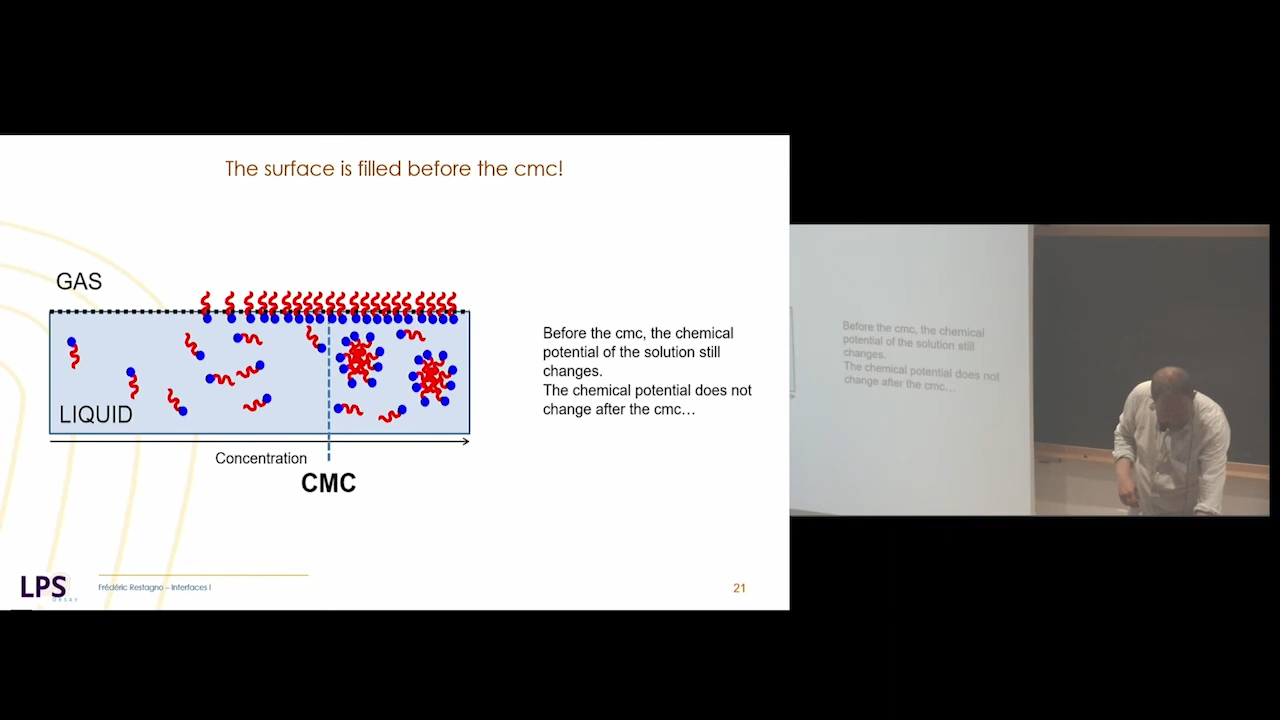 The surface is filled before the cmc!
GAS
LIQUID
Concentration
CMC
Before the cmc, the chemical
potential of the solution still
changes.
The chemical potential does not
change after the cmc…
LPS
ORSAY
Frédéric Restagno – Interfaces I
21
Before the cmc, the chemical
potential of the solution still
changes.
The chemical potential does not
change after the cmc…